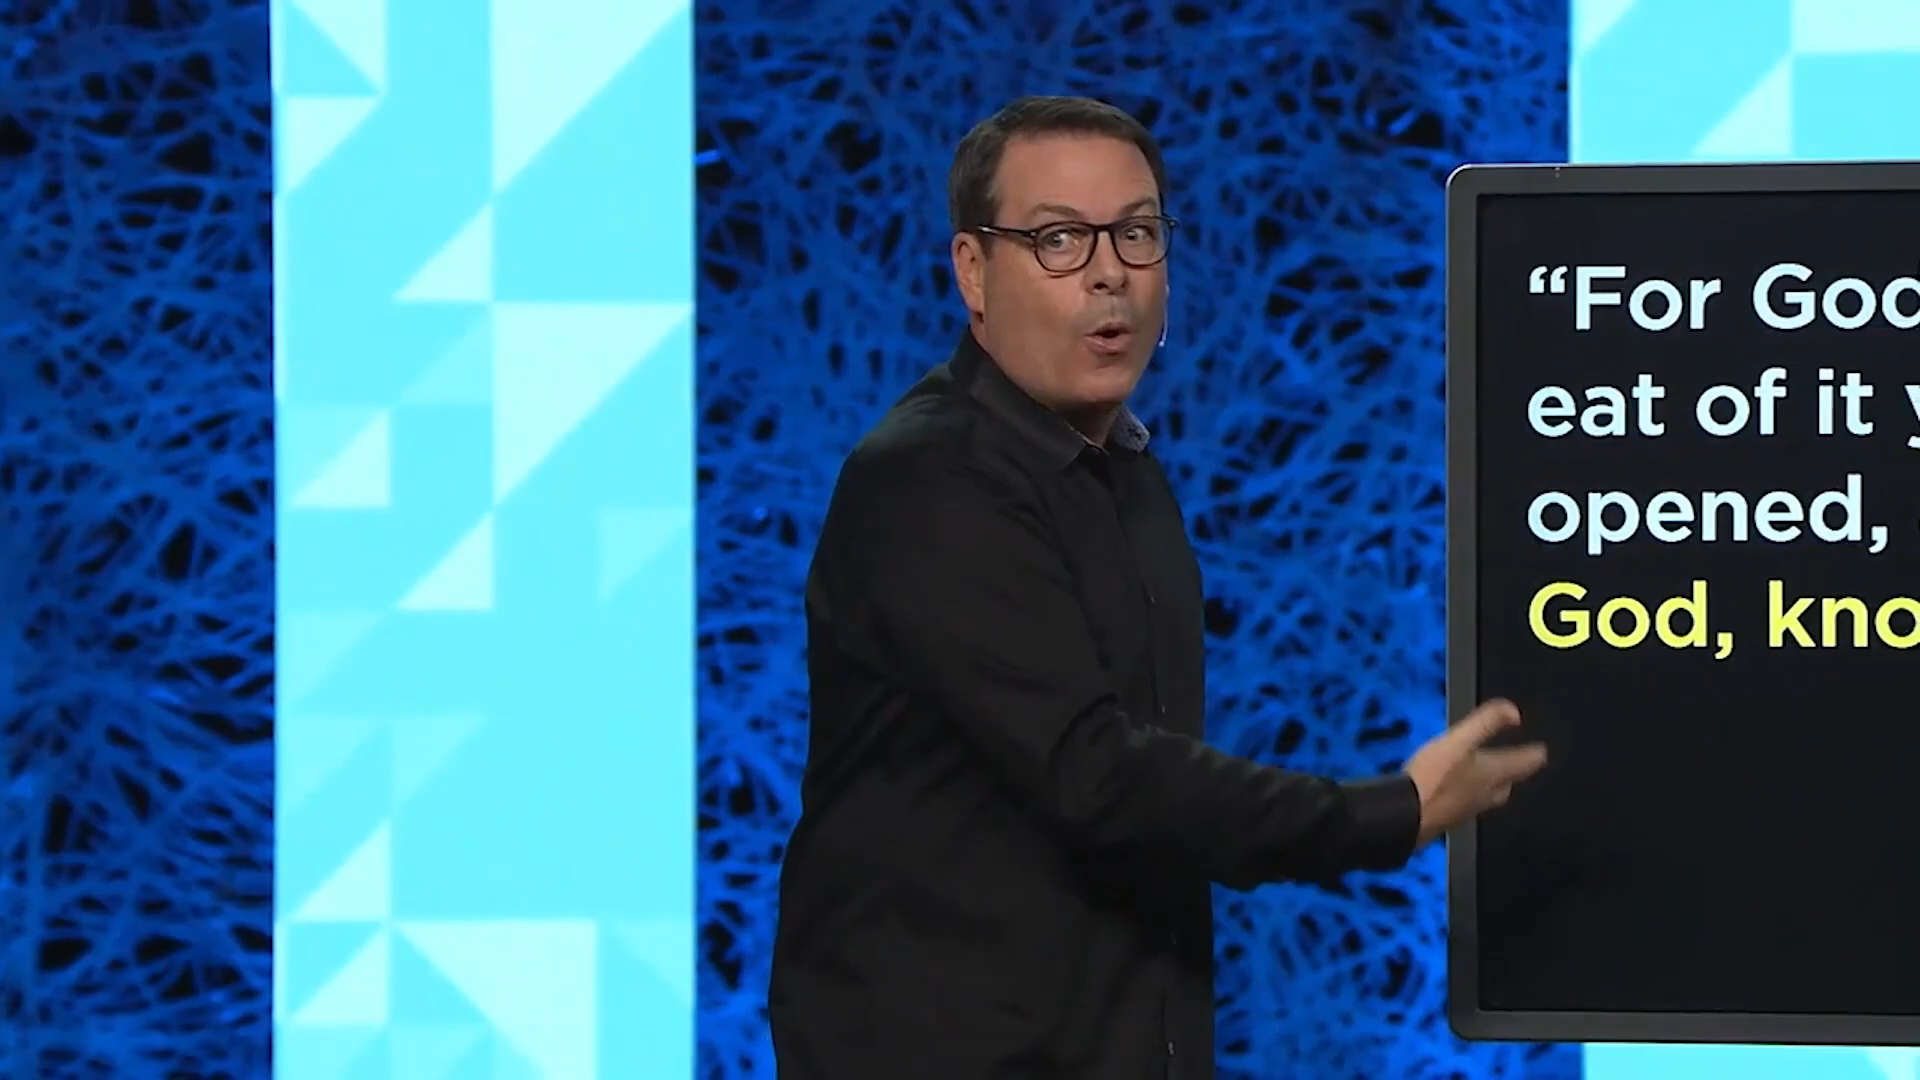 “For God
eat of it
opened,
God, kno